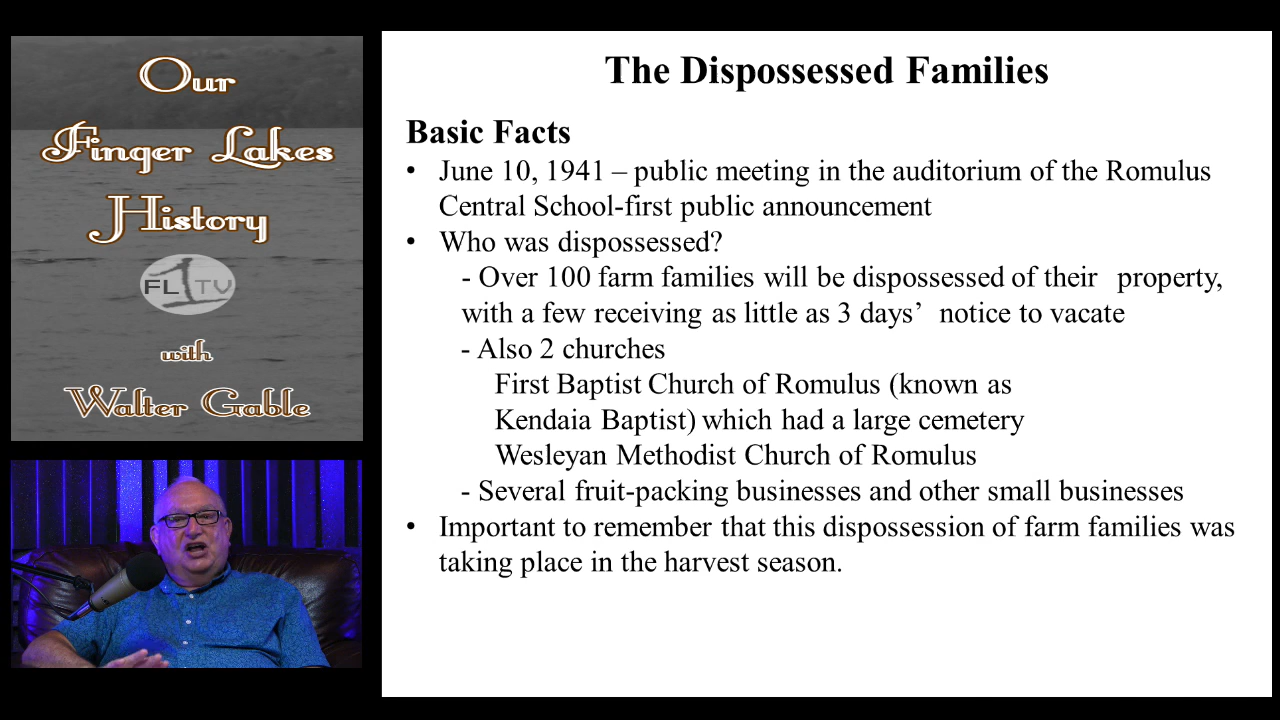 Our
Finger Lakes
History
FLTV
with
Walter Gable
The Dispossessed Families
Basic Facts
• June 10, 1941 – public meeting in the auditorium of the Romulus
Central School-first public announcement
• Who was dispossessed?
- Over 100 farm families will be dispossessed of their property,
with a few receiving as little as 3 days’ notice to vacate
- Also 2 churches
First Baptist Church of Romulus (known as
Kendaia Baptist) which had a large cemetery
Wesleyan Methodist Church of Romulus
- Several fruit-packing businesses and other small businesses
• Important to remember that this dispossession of farm families was
taking place in the harvest season.